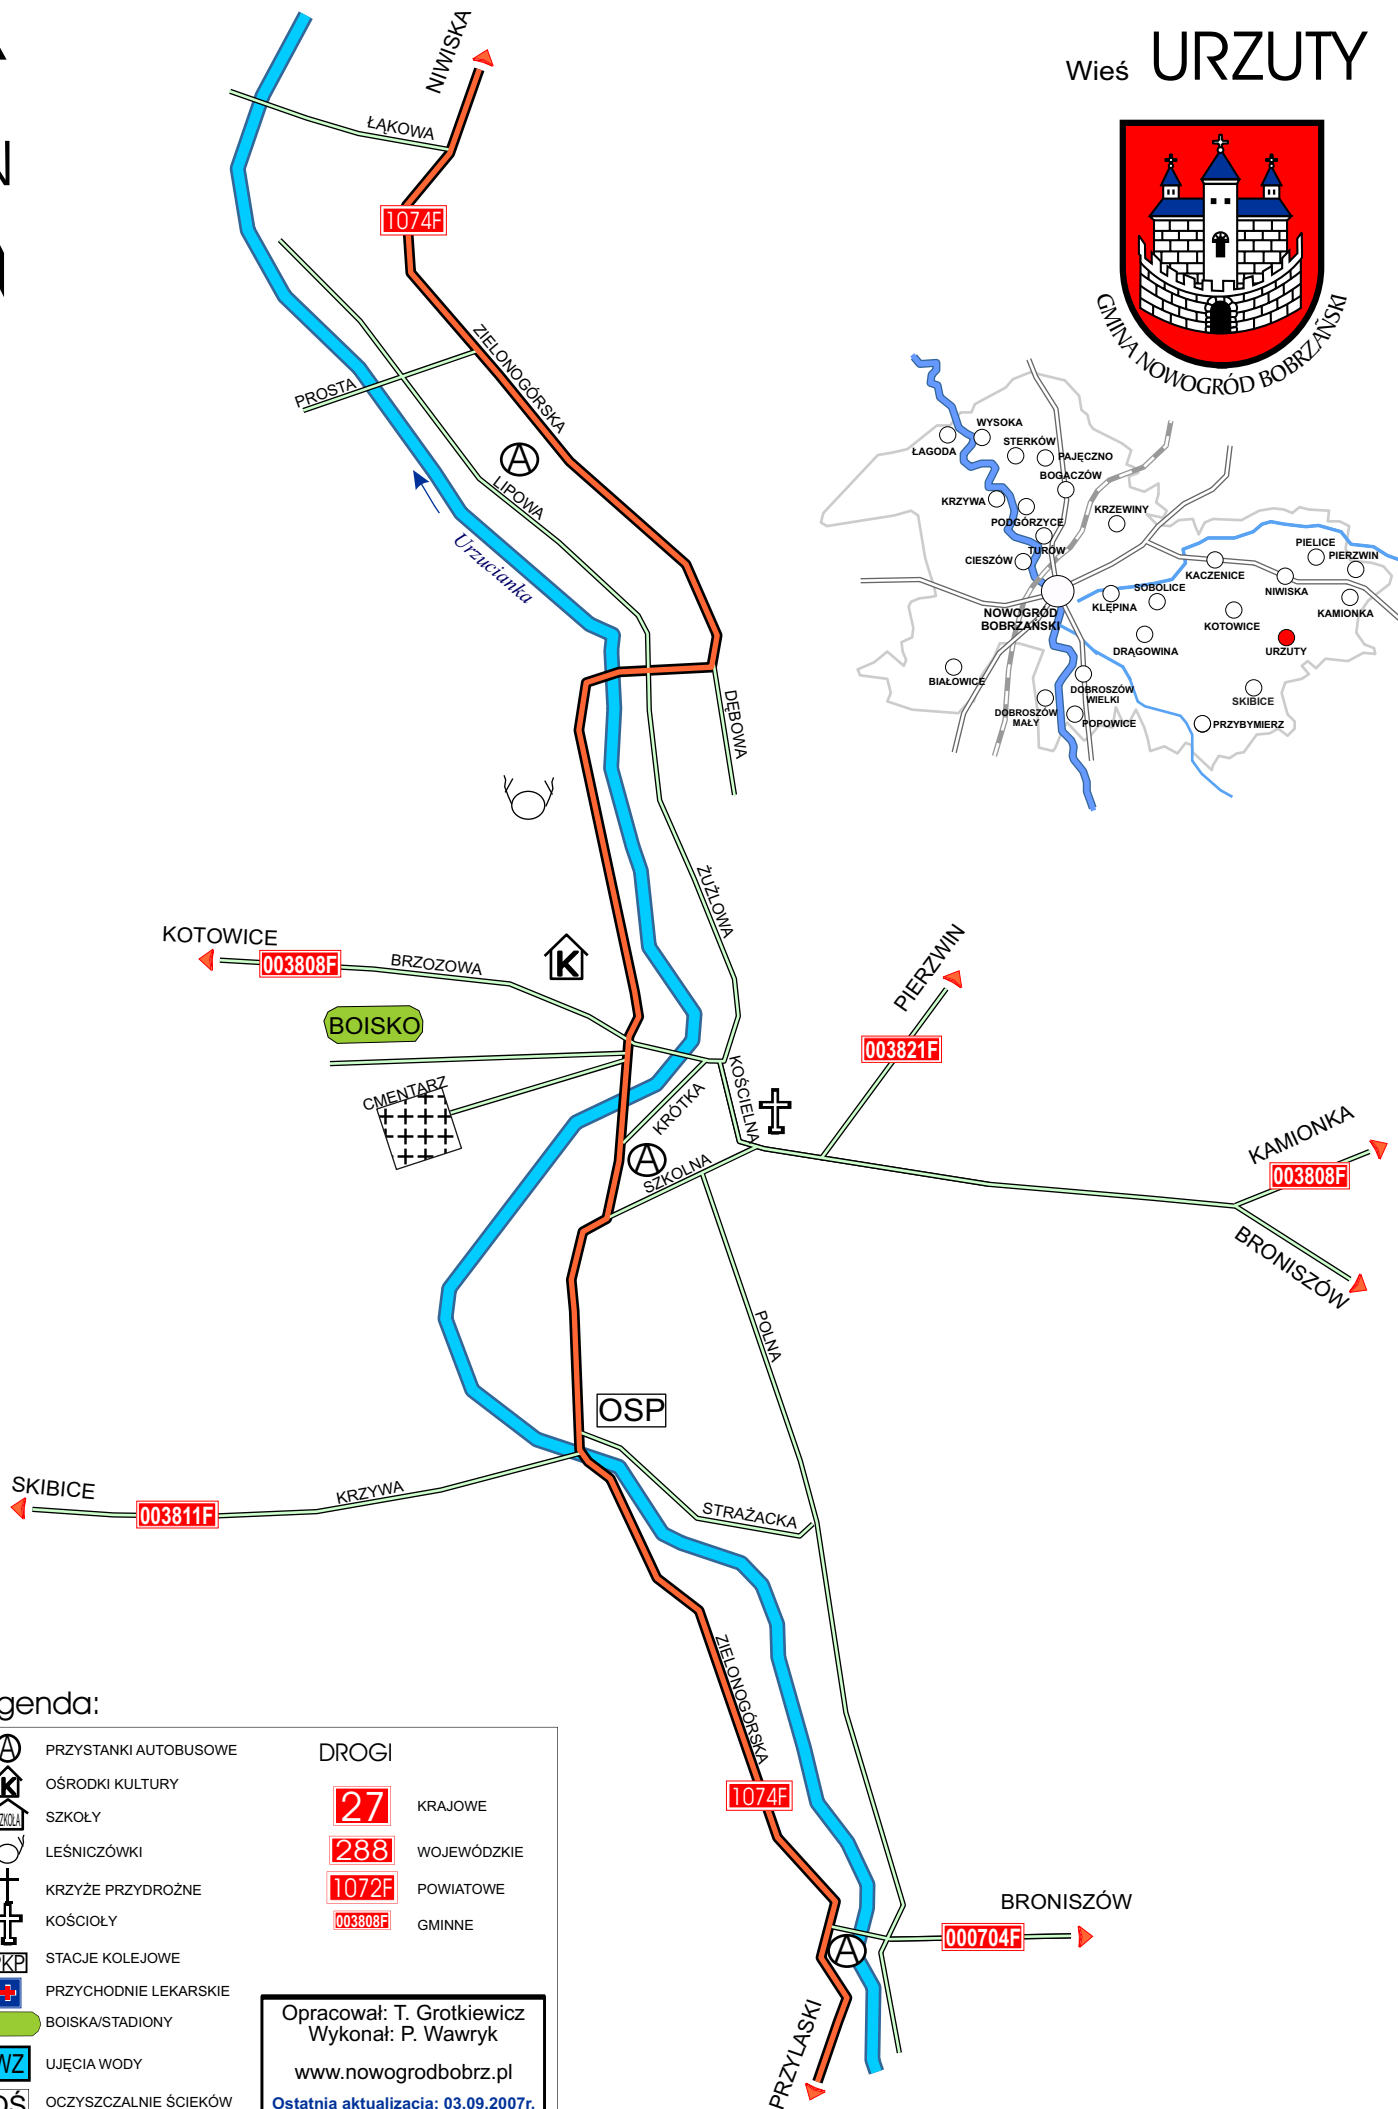 Wieś URZUTY
GMINA NOWOGRÓD BOBRZAŃSKI
NIWISKA
ŁĄKOWA
1074F
ZIELONOGÓRSKA
PROSTA
A
LIPOWA
Urzucianka
DĘBOWA
WYSOKA
ŁAGODA
STERKÓW
PAJĘCZNO
BOGACZÓW
KRZYWA
PODGÓRZYCE
KRZEWINY
TURÓW
CIESZÓW
PIELICE
PIERZWIN
KACZENICE
NIWISKA
SOBOLICE
KLĘPINA
KAMIONKA
NOWOGRÓD
BOBRZAŃSKI
KOTOWICE
DRĄGOWINA
URZUTY
BIAŁOWICE
DOBROSZÓW
WIELKI
SKIBICE
DOBROSZÓW
MAŁY
POPOWICE
PRZYBYMIERZ
ŻUŻLOWA
KOTOWICE
003808F
BRZOZOWA
K
PIERZWIN
003821F
BOISKO
CMENTARZ
KOŚCIELNA
KRÓTKA
A
SZKOLNA
KAMIONKA
003808F
BRONISZÓW
POLNA
OSP
SKIBICE
003811F
KRZYWA
STRAŻACKA
ZIELONOGÓRSKA
1074F
BRONISZÓW
000704F
A
PRZYLASKI
genda:
A PRZYSTANKI AUTOBUSOWE
K OŚRODKI KULTURY
SZKOŁY
LEŚNICZÓWKI
KRZYŻE PRZYDROŻNE
KOŚCIOŁY
PKP STACJE KOLEJOWE
PRZYCHODNIE LEKARSKIE
BOISKA/STADIONY
WZ UJĘCIA WODY
OŚ OCZYSZCZALNIE ŚCIEKÓW
DROGI
27 KRAJOWE
288 WOJEWÓDZKIE
1072F POWIATOWE
003808F GMINNE
Opracował: T. Grotkiewicz
Wykonał: P. Wawryk
www.nowogrodbobrz.pl
Ostatnia aktualizacja: 03.09.2007r.